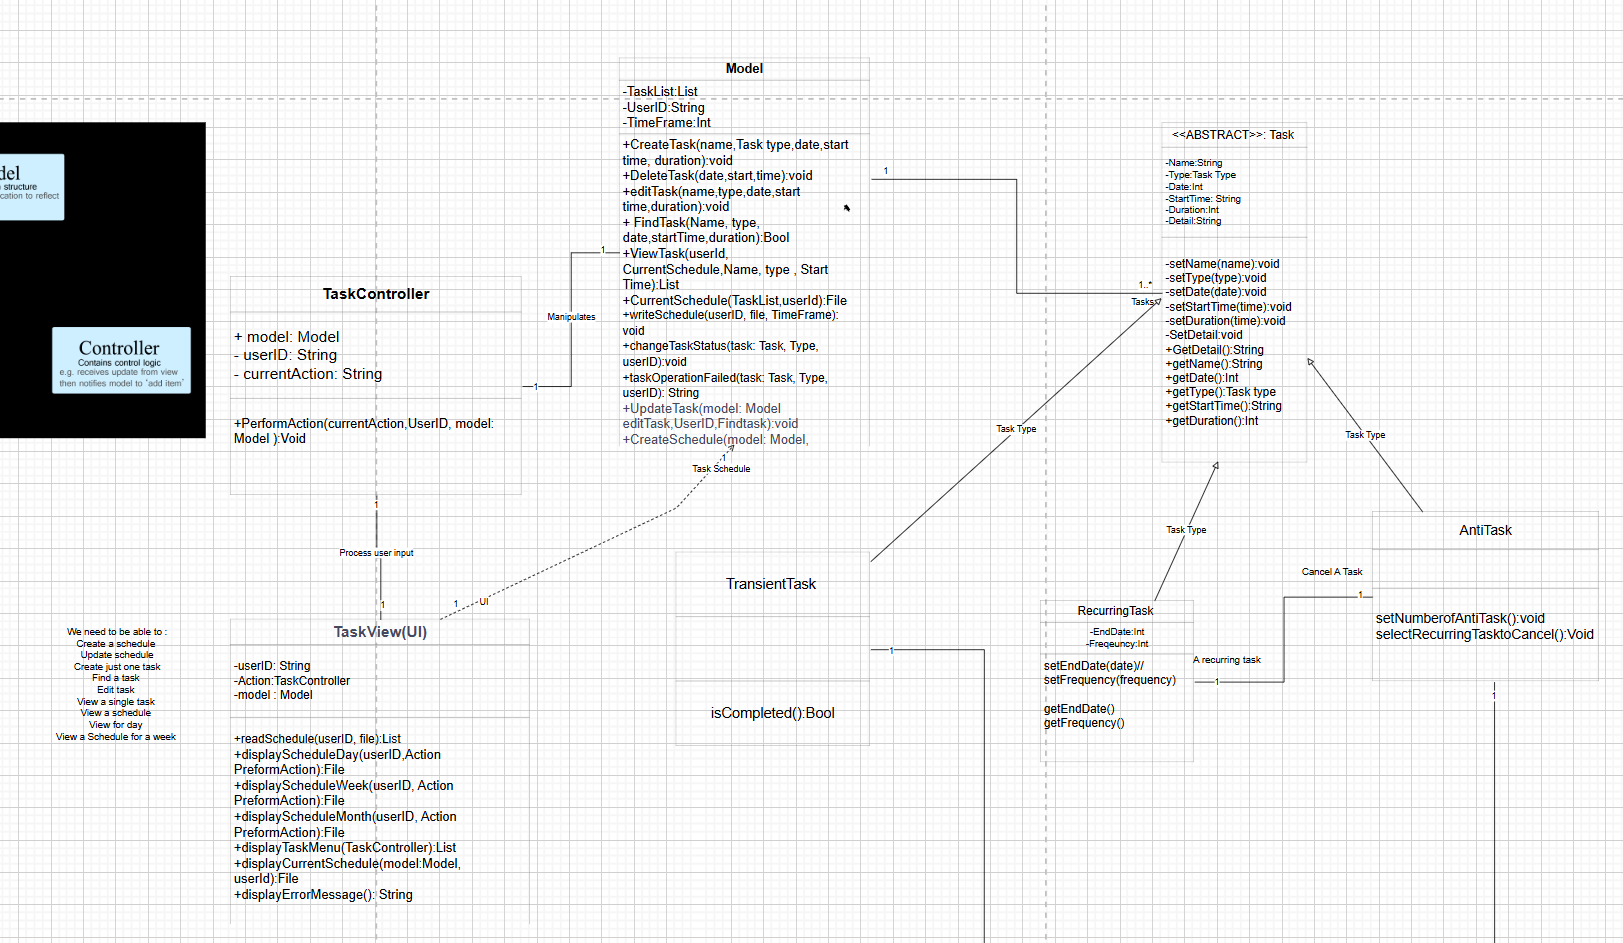 del
structure
cation to reflect
Controller
Contains control logic
e.g. receives update from view
then notifies model to 'add item'
TaskController
+ model: Model
- userID: String
- currentAction: String
+PerformAction(currentAction,UserID, model:
Model ):Void
1
Process user input
1
Manipulates
1
1
Model
-TaskList:List
-UserID:String
-TimeFrame:Int
+CreateTask(name,Task type,date,start
time, duration):void
+DeleteTask(date,start,time):void
+editTask(name,type,date,start
time,duration):void
+ FindTask(Name, type,
date,startTime,duration):Bool
+ViewTask(userId,
CurrentSchedule,Name, type , Start
Time):List
+CurrentSchedule(TaskList,userId):File
+writeSchedule(userID, file, TimeFrame):
void
+changeTaskStatus(task: Task, Type,
userID):void
+taskOperationFailed(task: Task, Type,
userID): String
+UpdateTask(model: Model
editTask,UserID,Findtask):void
+CreateSchedule(model: Model,
1
Task Schedule
1
UI
1
1..*
Tasks
<<ABSTRACT>>: Task
-Name:String
-Type:Task Type
-Date:Int
-StartTime: String
-Duration:Int
-Detail:String
-setName(name):void
-setType(type):void
-setDate(date):void
-setStartTime(time):void
-setDuration(time):void
-SetDetail:void
+GetDetail():String
+getName():String
+getDate():Int
+getType():Task type
+getStartTime():String
+getDuration():Int
Task Type
Task Type
Task Type
TransientTask
isCompleted():Bool
1
RecurringTask
-EndDate:Int
-Freqeuncy:Int
setEndDate(date)//
setFrequency(frequency)
getEndDate()
getFrequency()
A recurring task
1
Cancel A Task
1
AntiTask
setNumberofAntiTask():void
selectRecurringTasktoCancel():Void
1
We need to be able to :
Create a schedule
Update schedule
Create just one task
Find a task
Edit task
View a single task
View a schedule
View for day
View a Schedule for a week
TaskView(UI)
-userID: String
-Action:TaskController
-model : Model
+readSchedule(userID, file):List
+displayScheduleDay(userID,Action
PreformAction):File
+displayScheduleWeek(userID, Action
PreformAction):File
+displayScheduleMonth(userID, Action
PreformAction):File
+displayTaskMenu(TaskController):List
+displayCurrentSchedule(model:Model,
userId):File
+displayErrorMessage(): String